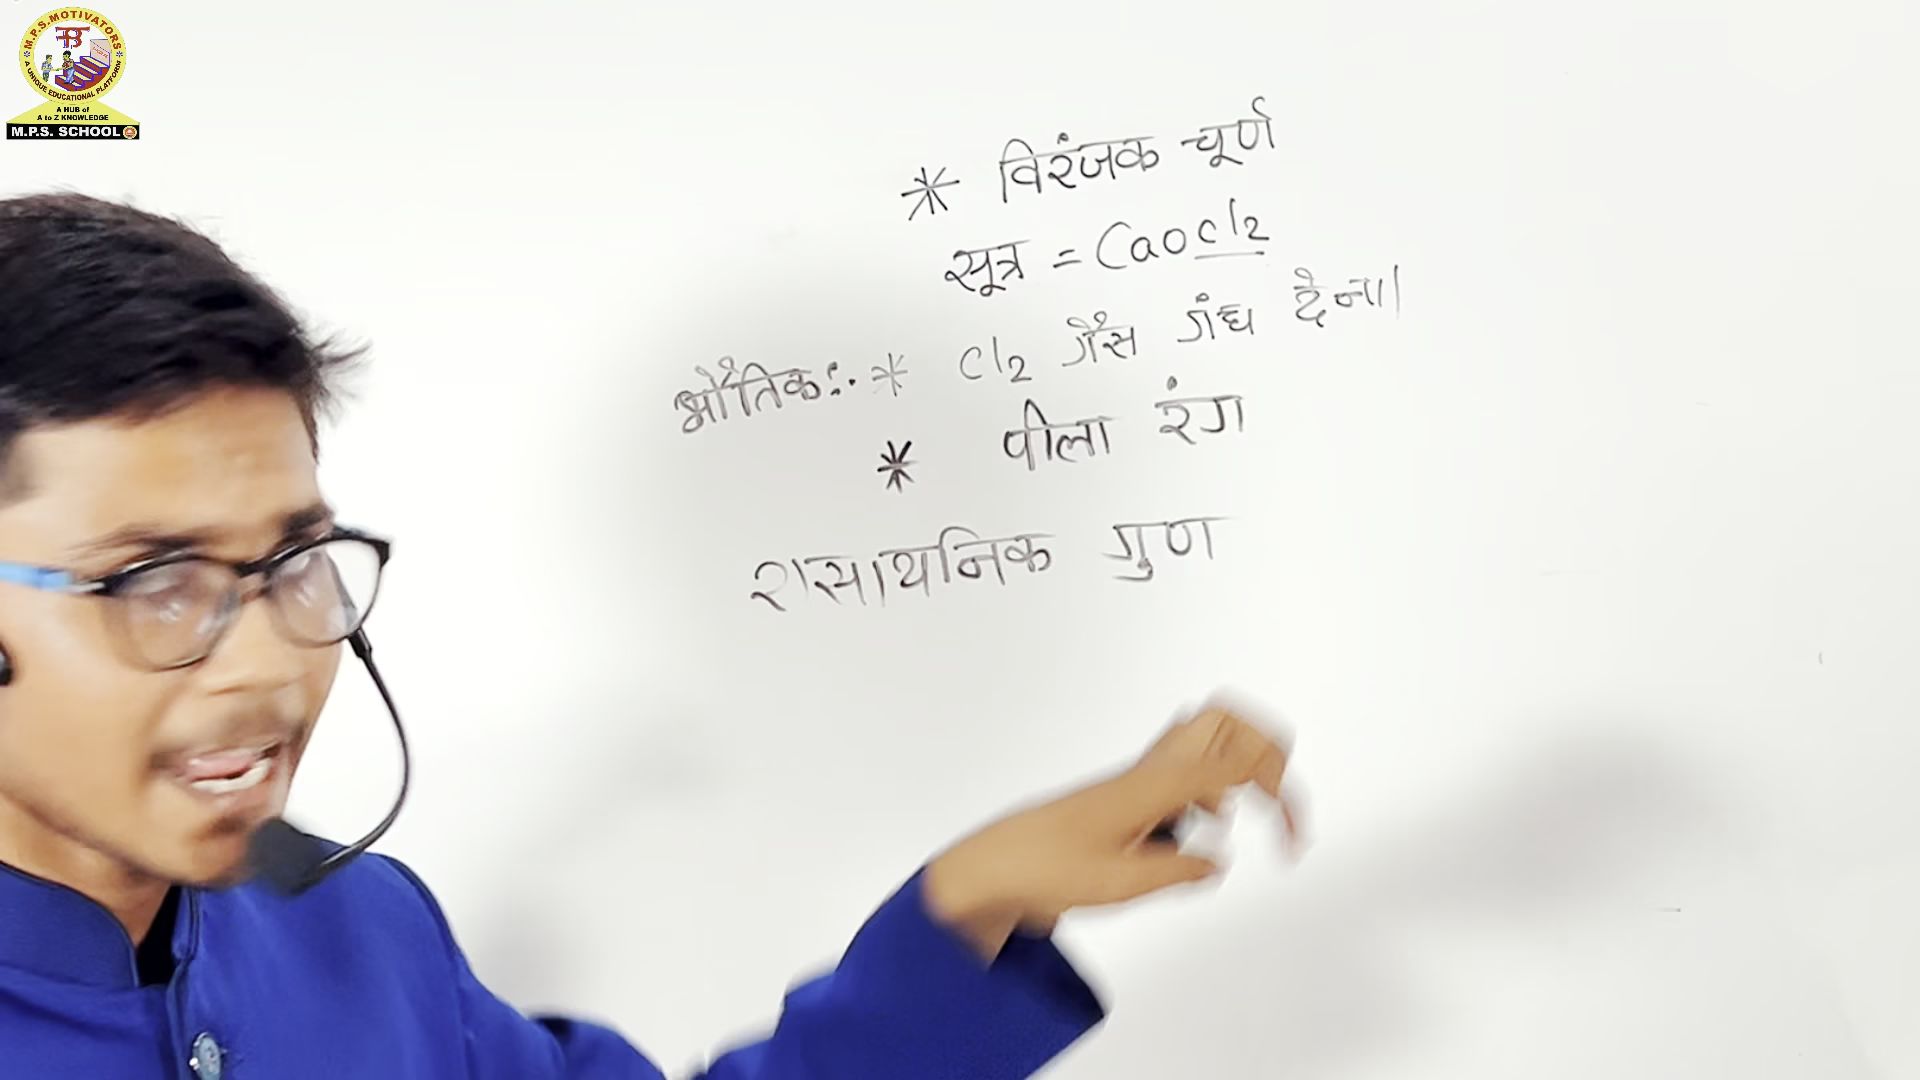 M.P.S. MOTIVATORS
A UNIQUE EDUCATIONAL PLATFORM
A HUB of
A to Z KNOWLEDGE
M.P.S. SCHOOL
* विरंजक चूर्ण
सूत्र = CaOCl2
भौतिक:· * Cl2 गैस गंध देना।
* पीला रंग
रासायनिक गुण